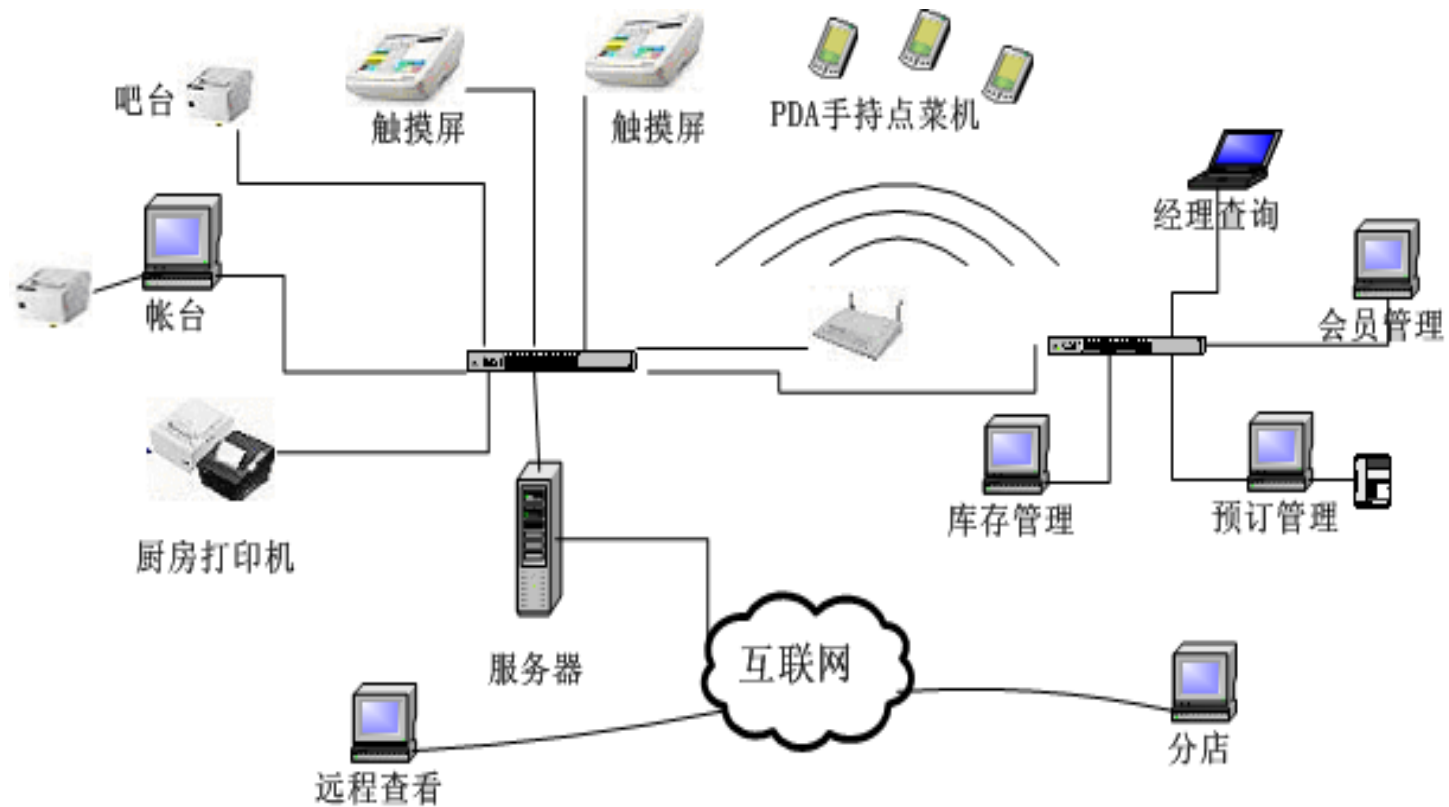 吧台
触摸屏
触摸屏
PDA手持点菜机
经理查询
帐台
会员管理
库存管理
预订管理
厨房打印机
服务器
互联网
分店
远程查看